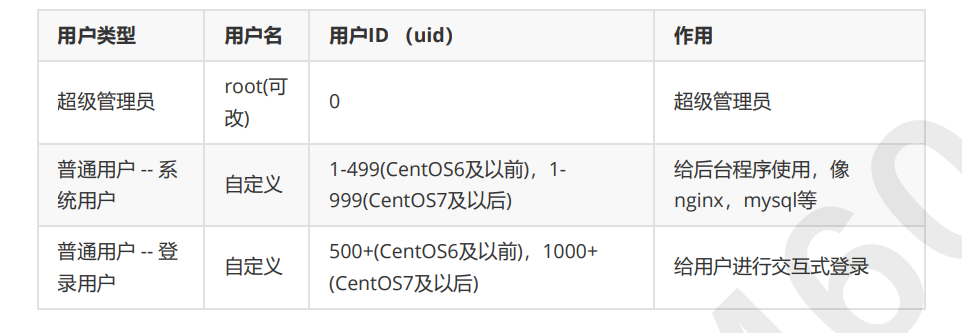 用户类型 用户名 用户ID （uid） 作用
超级管理员 root(可
改) 0 超级管理员
普通用户 -- 系
统用户 自定义 1-499(CentOS6及以前)，1-
999(CentOS7及以后) 给后台程序使用，像
nginx，mysql等
普通用户 -- 登
录用户 自定义 500+(CentOS6及以前)，1000+
(CentOS7及以后) 给用户进行交互式登录